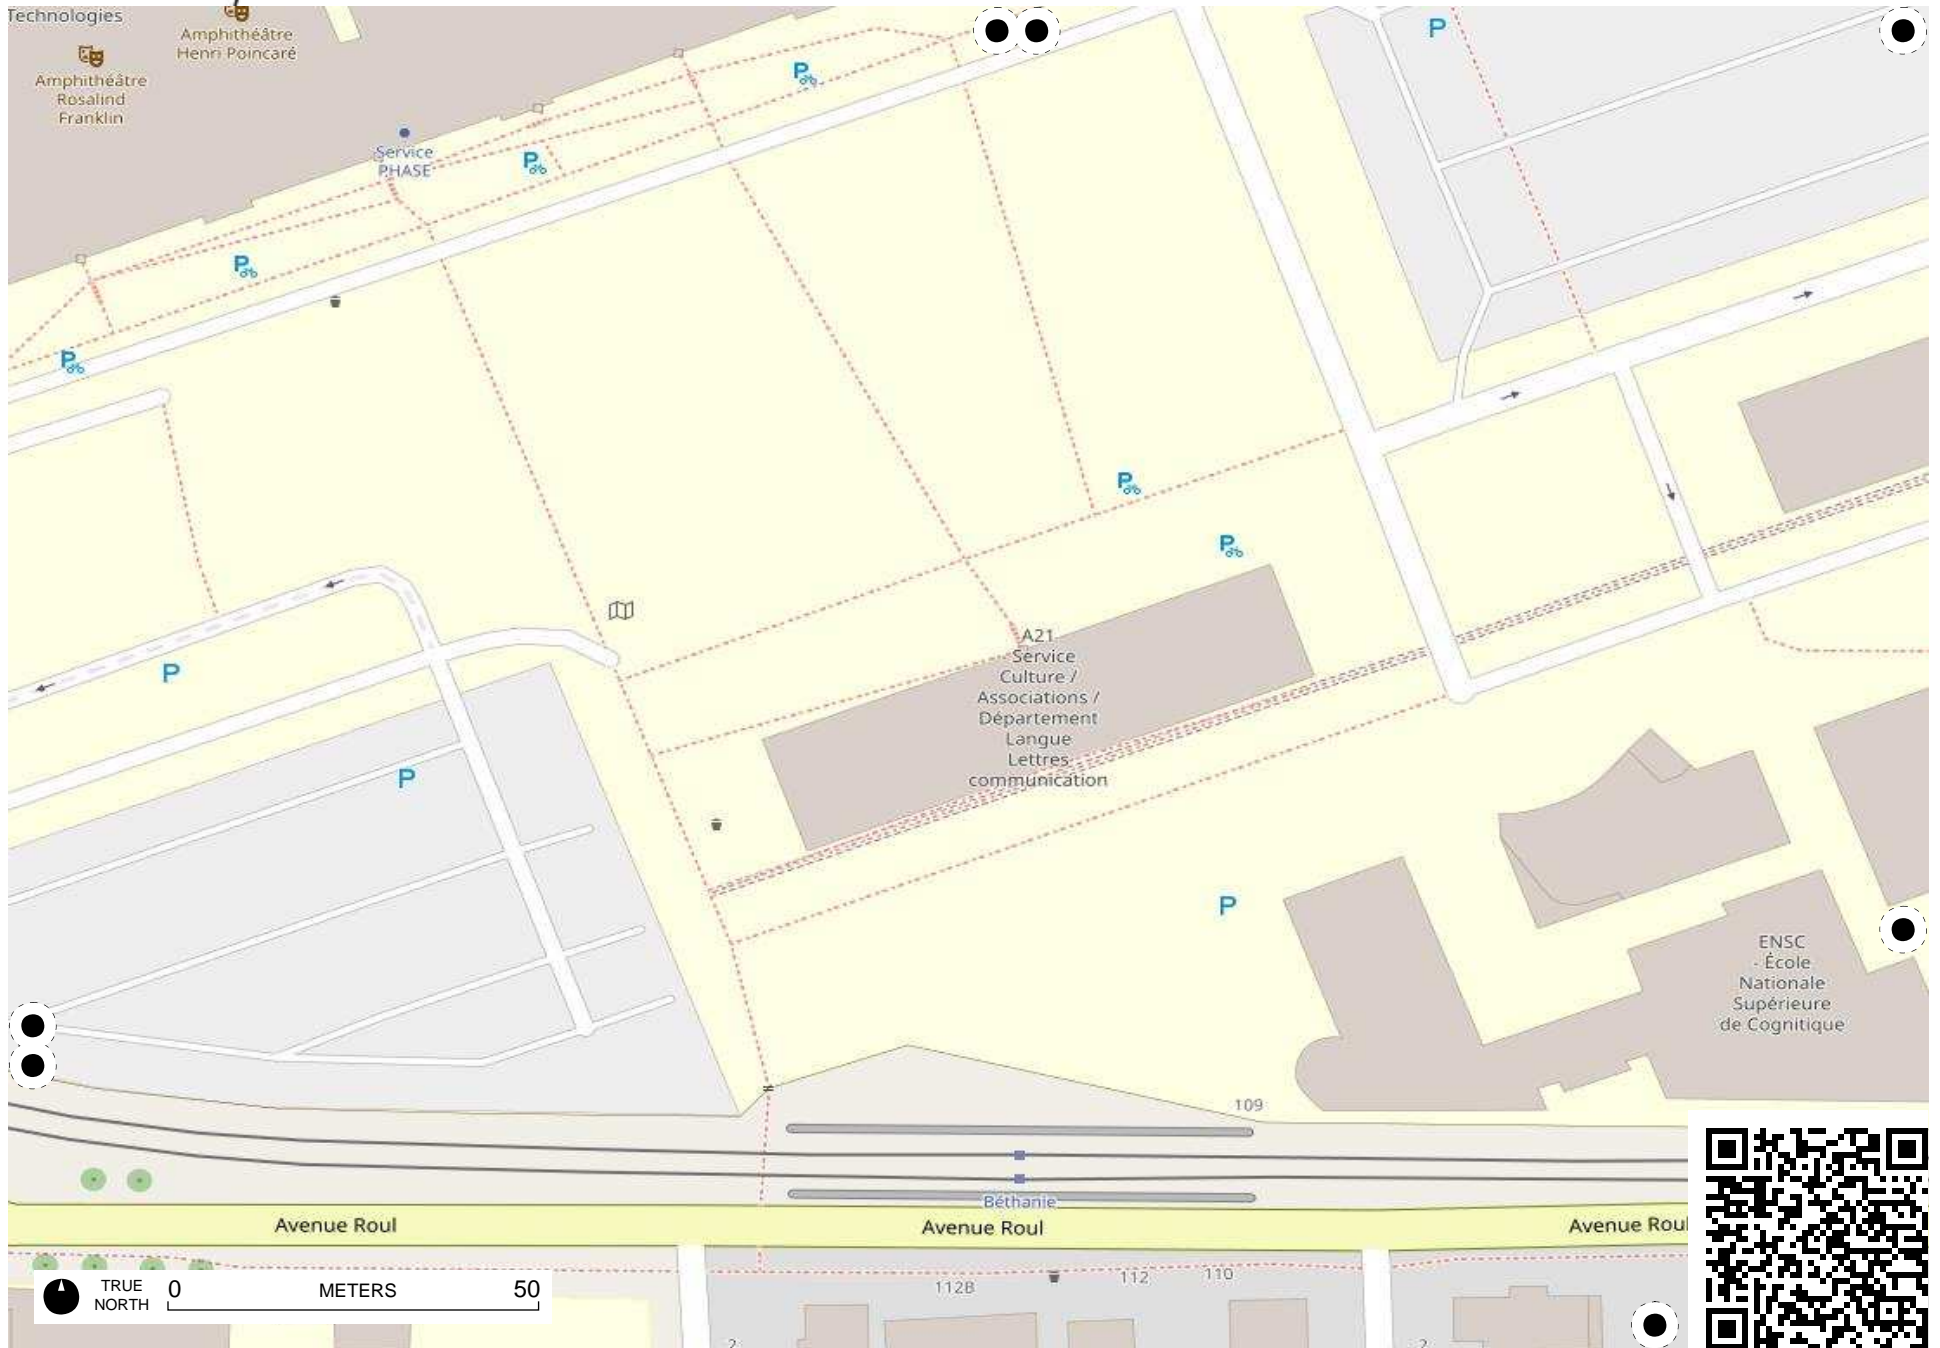 Technologies
Amphithéâtre
Henri Poincaré
Amphithéâtre
Rosalind
Franklin
P
P
P
Service
PHASE
P
P
P
P
P
P
A21
Service
Culture /
Associations /
Département
Langue
Lettres
communication
P
P
P
ENSC
- École
Nationale
Supérieure
de Cognitique
109
Béthanie
Avenue Roul
Avenue Roul
Avenue Roul
112B
112
110
TRUE
NORTH
0 METERS 50
2
2